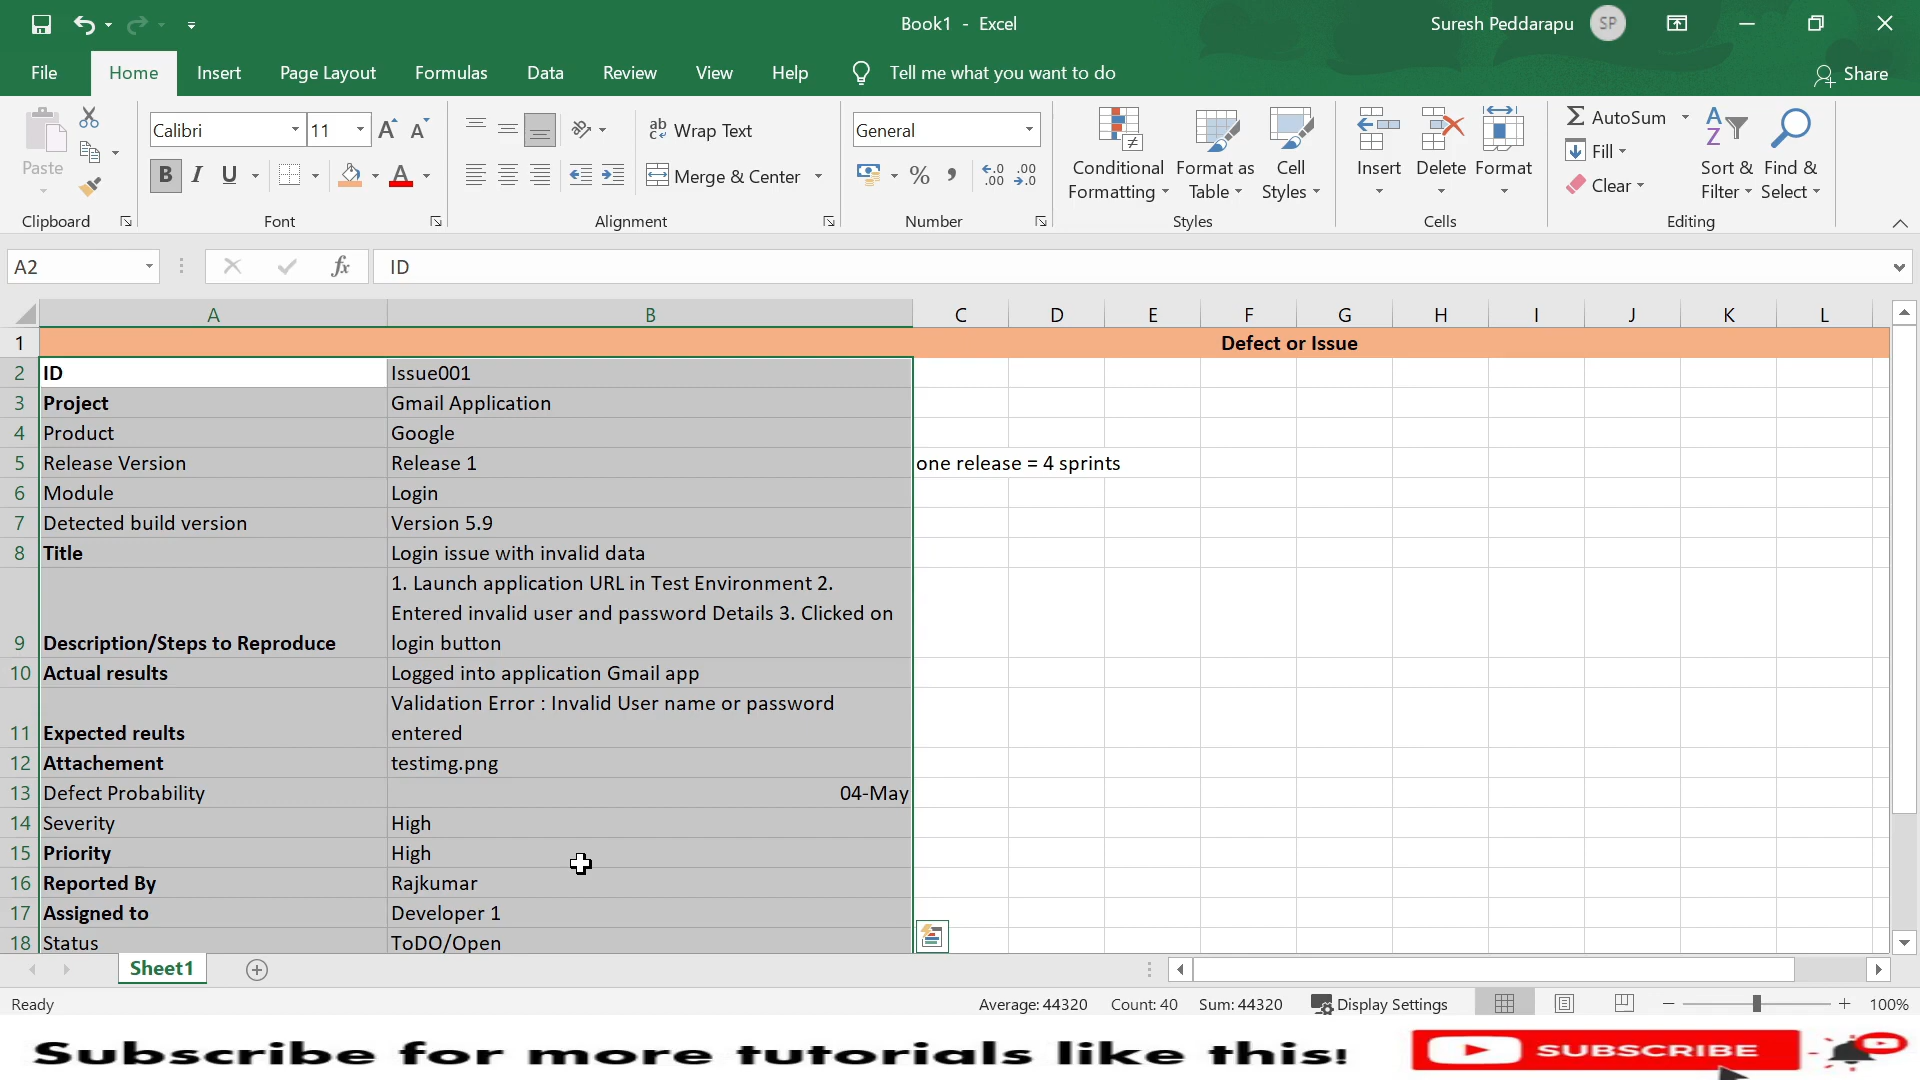 Book1 - Excel
Suresh Peddarapu SP
File Home Insert Page Layout Formulas Data Review View Help Tell me what you want to do Share
Paste
Clipboard
Calibri 11
B I U A
Font
ab Wrap Text
Merge & Center
Alignment
General
% , .00
Number
Conditional Formatting
Format as Table
Cell Styles
Styles
Insert Delete Format
Cells
AutoSum
Fill
Clear
Sort & Filter
Find & Select
Editing
A2 fx ID
A B C D E F G H I J K L
1 Defect or Issue
2 ID Issue001
3 Project Gmail Application
4 Product Google
5 Release Version Release 1 one release = 4 sprints
6 Module Login
7 Detected build version Version 5.9
8 Title Login issue with invalid data
1. Launch application URL in Test Environment 2.
Entered invalid user and password Details 3. Clicked on
9 Description/Steps to Reproduce login button
10 Actual results Logged into application Gmail app
Validation Error : Invalid User name or password
11 Expected reults entered
12 Attachement testimg.png
13 Defect Probability 04-May
14 Severity High
15 Priority High
16 Reported By Rajkumar
17 Assigned to Developer 1
18 Status ToDO/Open
Sheet1
Ready Average: 44320 Count: 40 Sum: 44320 Display Settings 100%
Subscribe for more tutorials like this! SUBSCRIBE